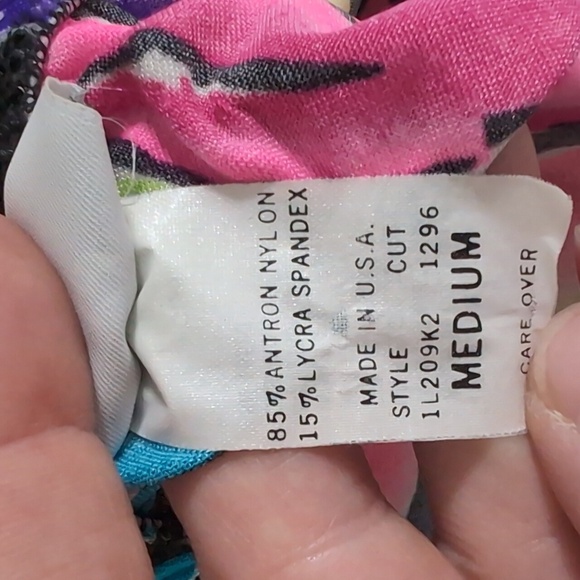 85% ANTRON NYLON
15% LYCRA SPANDEX
MADE IN U.S.A.
STYLE CUT
1L209K2 1296
MEDIUM
CARE OVER